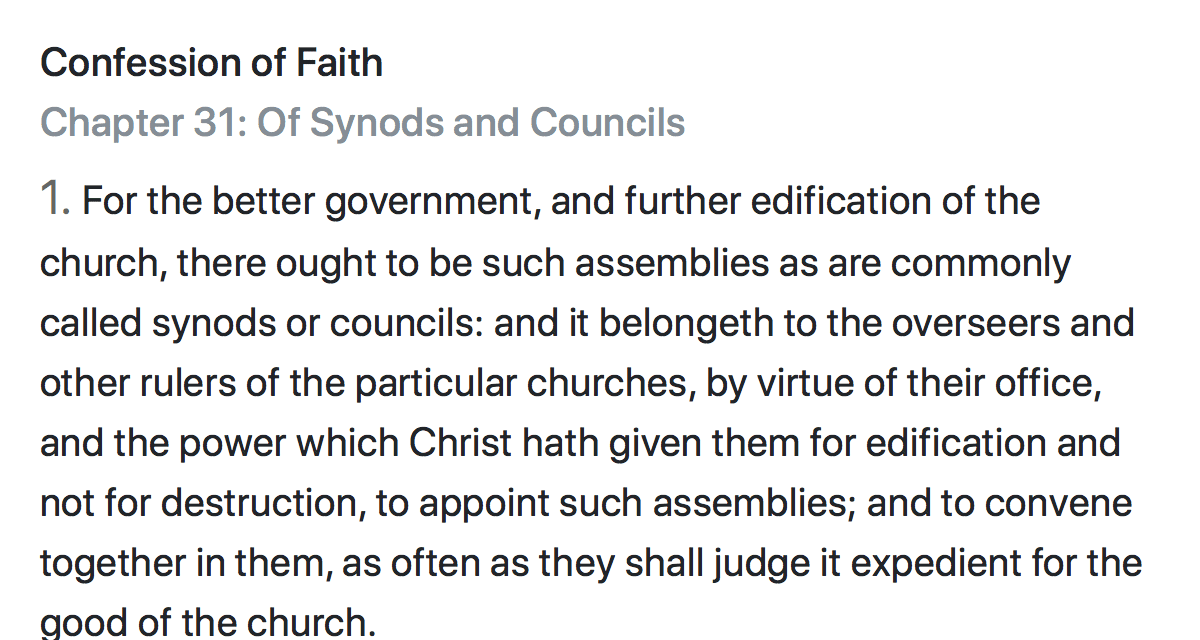 Confession of Faith
Chapter 31: Of Synods and Councils
1. For the better government, and further edification of the
church, there ought to be such assemblies as are commonly
called synods or councils: and it belongeth to the overseers and
other rulers of the particular churches, by virtue of their office,
and the power which Christ hath given them for edification and
not for destruction, to appoint such assemblies; and to convene
together in them, as often as they shall judge it expedient for the
good of the church.